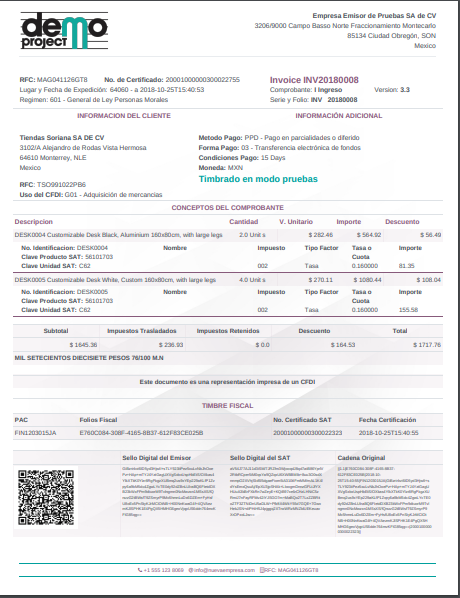 demo
project
Empresa Emisor de Pruebas SA de CV
3206/9000 Campo Basso Norte Fraccionamiento Montecarlo
85134 Ciudad Obregón, SON
Mexico
RFC: MAG041126GT8 No. de Certificado: 20001000000300022755
Lugar y Fecha de Expedición: 64060 - a 2018-10-25T15:40:53
Regimen: 601 - General de Ley Personas Morales
Invoice INV20180008
Comprobante: I Ingreso Version: 3.3
Serie y Folio: INV 20180008
INFORMACION DEL CLIENTE
INFORMACIÓN ADICIONAL
Tiendas Soriana SA DE CV
3102/A Alejandro de Rodas Vista Hermosa
64610 Monterrey, NLE
Mexico
RFC: TSO991022PB6
Uso del CFDI: G01 - Adquisición de mercancias
Metodo Pago: PPD - Pago en parcialidades o diferido
Forma Pago: 03 - Transferencia electrónica de fondos
Condiciones Pago: 15 Days
Moneda: MXN
Timbrado en modo pruebas
CONCEPTOS DEL COMPROBANTE
Descripcion Cantidad V. Unitario Importe Descuento
DESK0004 Customizable Desk Black, Aluminium 160x80cm, with large legs 2.0 Unit s $ 282.46 $ 564.92 $ 56.49
No. Identificacion: DESK0004 Nombre Impuesto Tipo Factor Tasa o Cuota Importe
Clave Producto SAT: 56101703
Clave Unidad SAT: C62 002 Tasa 0.160000 81.35
DESK0005 Customizable Desk White, Custom 160x80cm, with large legs 4.0 Unit s $ 270.11 $ 1080.44 $ 108.04
No. Identificacion: DESK0005 Nombre Impuesto Tipo Factor Tasa o Cuota Importe
Clave Producto SAT: 56101703
Clave Unidad SAT: C62 002 Tasa 0.160000 155.58
Subtotal Impuestos Trasladados Impuestos Retenidos Descuento Total
$ 1645.36 $ 236.93 $ 0.0 $ 164.53 $ 1717.76
MIL SETECIENTOS DIECISIETE PESOS 76/100 M.N
Este documento es una representación impresa de un CFDI
TIMBRE FISCAL
PAC Folios Fiscal No. Certificado SAT Fecha Certificación
FIN1203015JA E760C084-308F-4165-8B37-612F83CE025B 20001000000300022323 2018-10-25T15:40:55
Sello Digital del Emisor
Sello Digital del SAT
Cadena Original
+1 555 123 8069 info@nuevaempresa.com RFC: MAG041126GT8